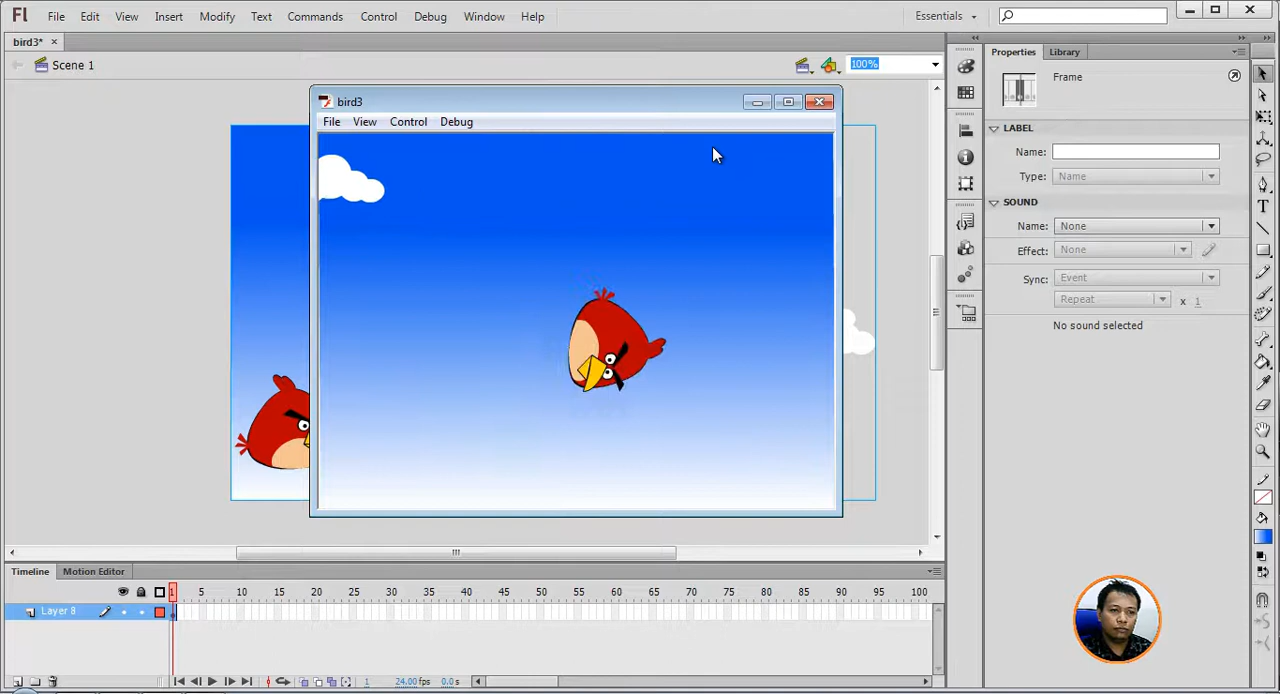 Fl File Edit View Insert Modify Text Commands Control Debug Window Help Essentials
bird3* ×
Scene 1 100%
Properties Library
Frame
LABEL
Name:
Type: Name
SOUND
Name: None
Effect: None
Sync: Event
Repeat x 1
No sound selected
bird3
File View Control Debug
Timeline Motion Editor
1 5 10 15 20 25 30 35 40 45 50 55 60 65 70 75 80 85 90 95 100
Layer 8
1 24.00 fps 0.0 s